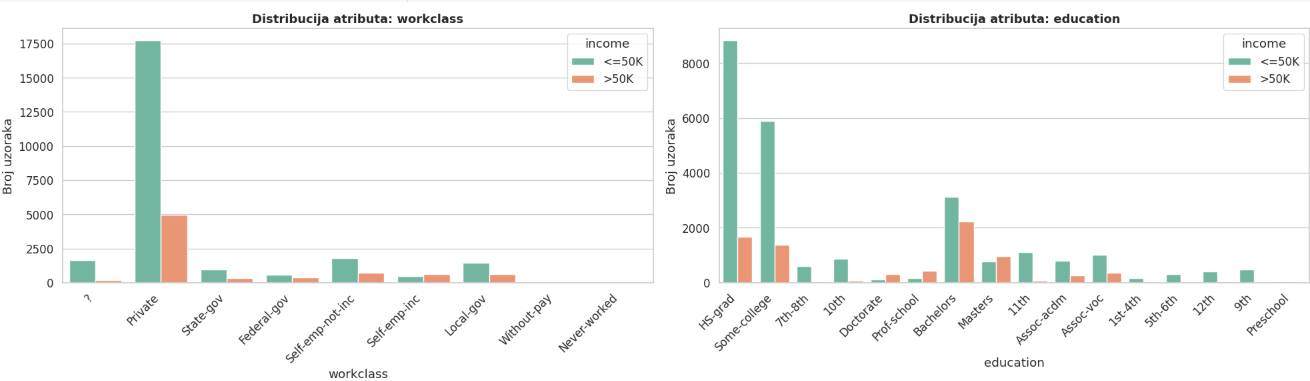 Distribucija atributa: workclass
17500
15000
12500
10000
7500
5000
2500
0
Broj uzoraka
income
<=50K
>50K
?
Private
State-gov
Federal-gov
Self-emp-not-inc
Self-emp-inc
Local-gov
Without-pay
Never-worked
workclass
Distribucija atributa: education
8000
6000
4000
2000
0
Broj uzoraka
income
<=50K
>50K
HS-grad
Some-college
7th-8th
10th
Doctorate
Prof-school
Bachelors
Masters
11th
Assoc-acdm
Assoc-voc
1st-4th
5th-6th
12th
9th
Preschool
education